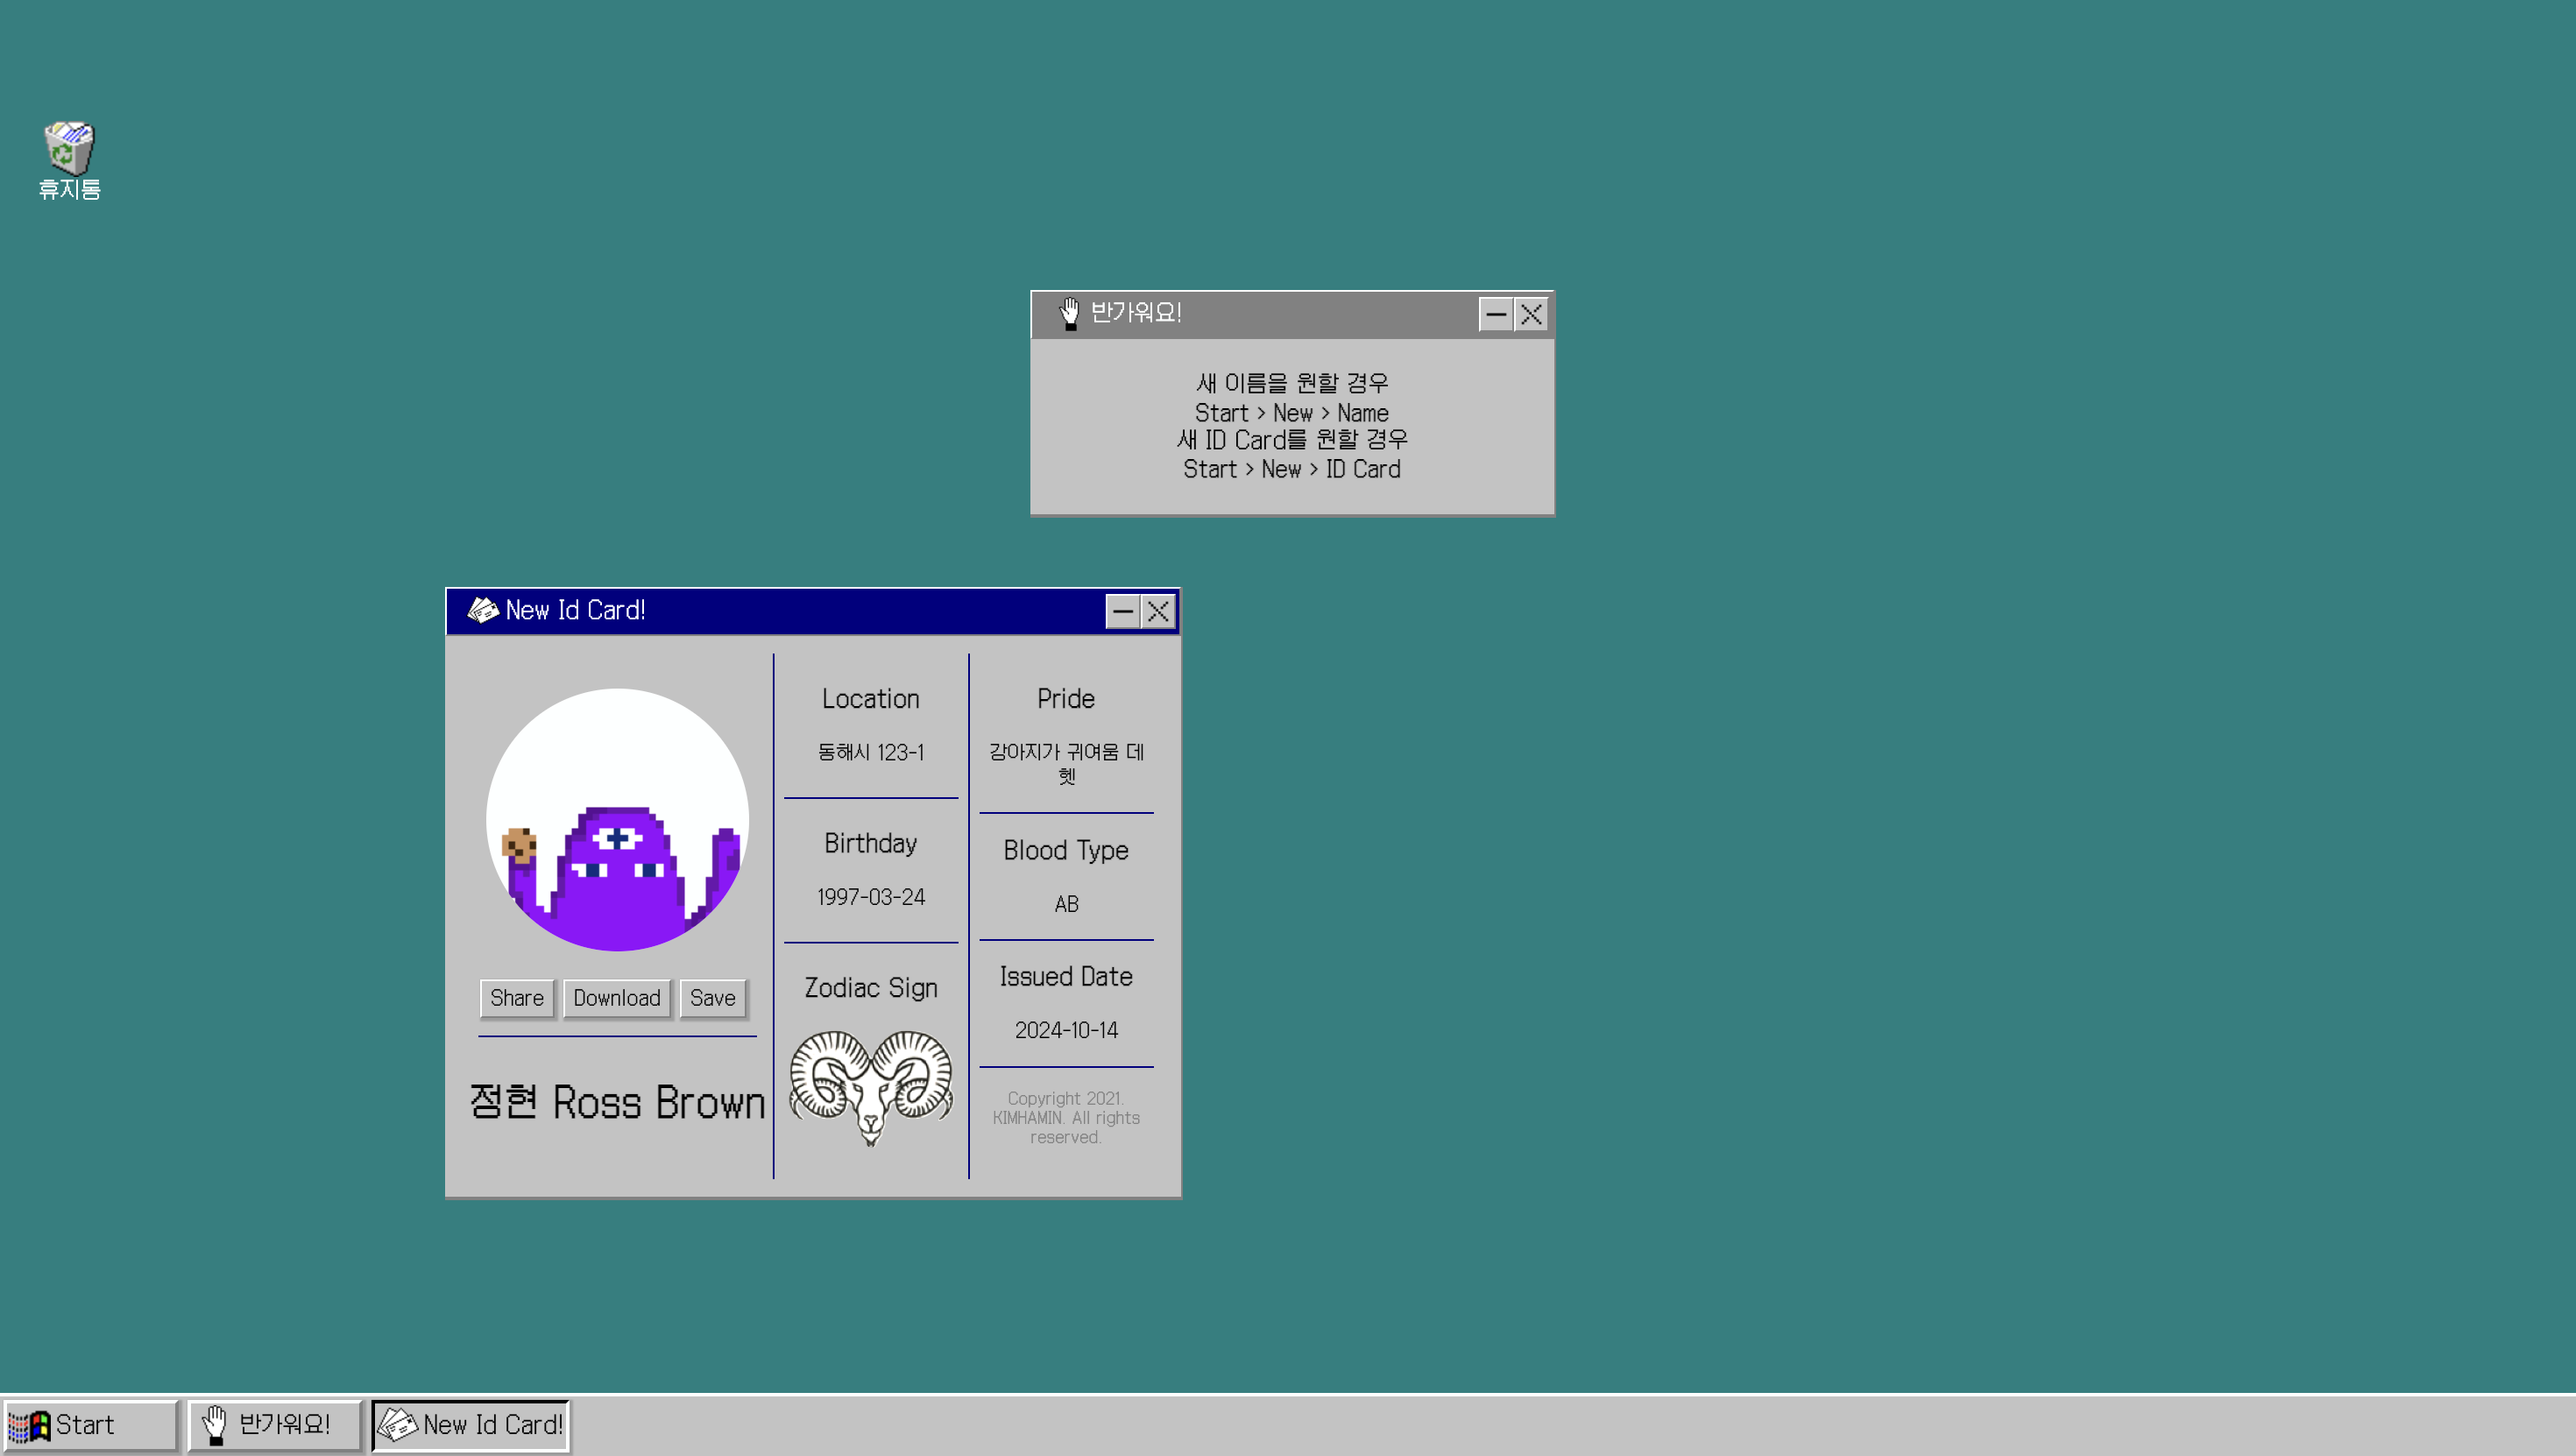 휴지통
반가워요!
새 이름을 원할 경우
Start > New > Name
새 ID Card를 원할 경우
Start > New > ID Card
New Id Card!
Share
Download
Save
정현 Ross Brown
Location
동해시 123-1
Birthday
1997-03-24
Zodiac Sign
Pride
강아지가 귀여움 데
헷
Blood Type
AB
Issued Date
2024-10-14
Copyright 2021.
KIMHAMIN. All rights
reserved.
Start
반가워요!
New Id Card!